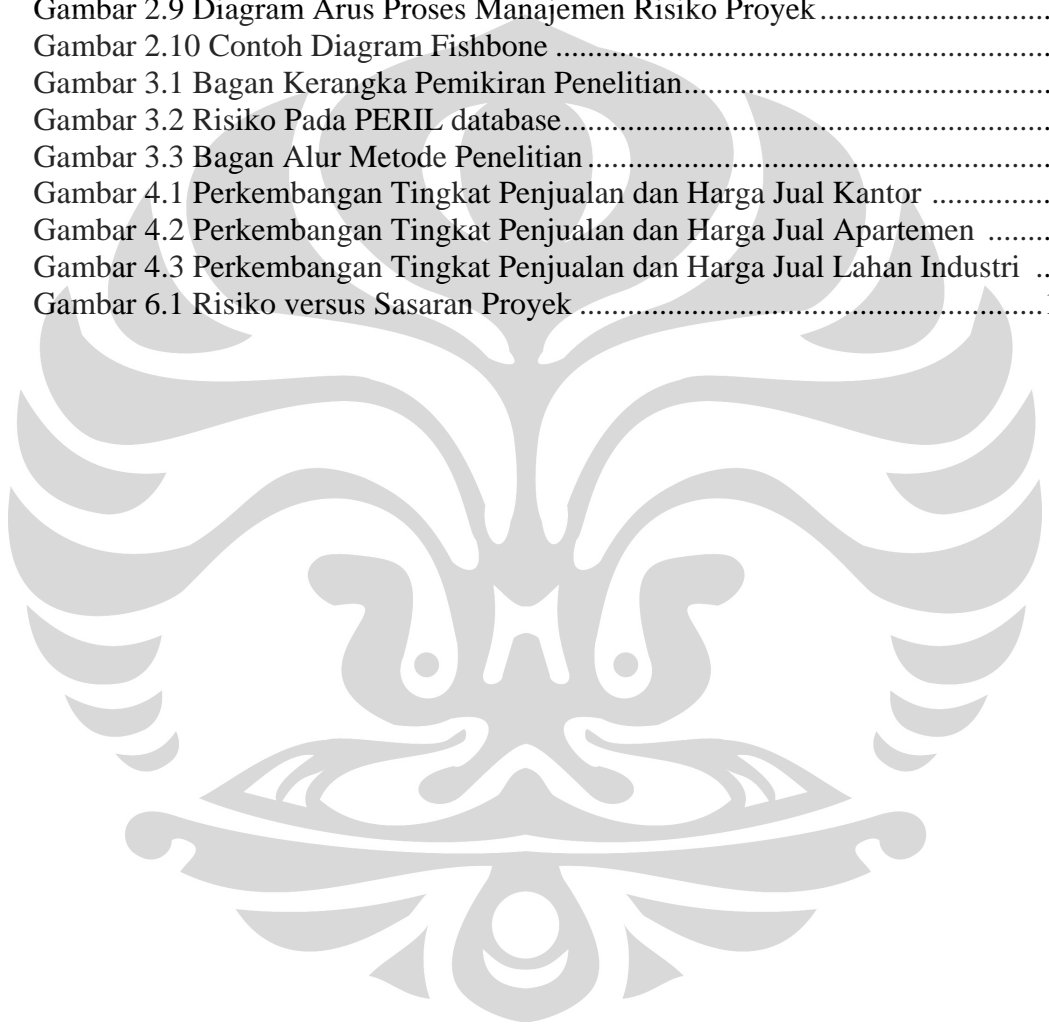 Gambar 2.9 Diagram Arus Proses Manajemen Risiko Proyek ........................
Gambar 2.10 Contoh Diagram Fishbone ........................................................
Gambar 3.1 Bagan Kerangka Pemikiran Penelitian .........................................
Gambar 3.2 Risiko Pada PERIL database.......................................................
Gambar 3.3 Bagan Alur Metode Penelitian ....................................................
Gambar 4.1 Perkembangan Tingkat Penjualan dan Harga Jual Kantor ..............
Gambar 4.2 Perkembangan Tingkat Penjualan dan Harga Jual Apartemen ........
Gambar 4.3 Perkembangan Tingkat Penjualan dan Harga Jual Lahan Industri ..
Gambar 6.1 Risiko versus Sasaran Proyek .....................................................